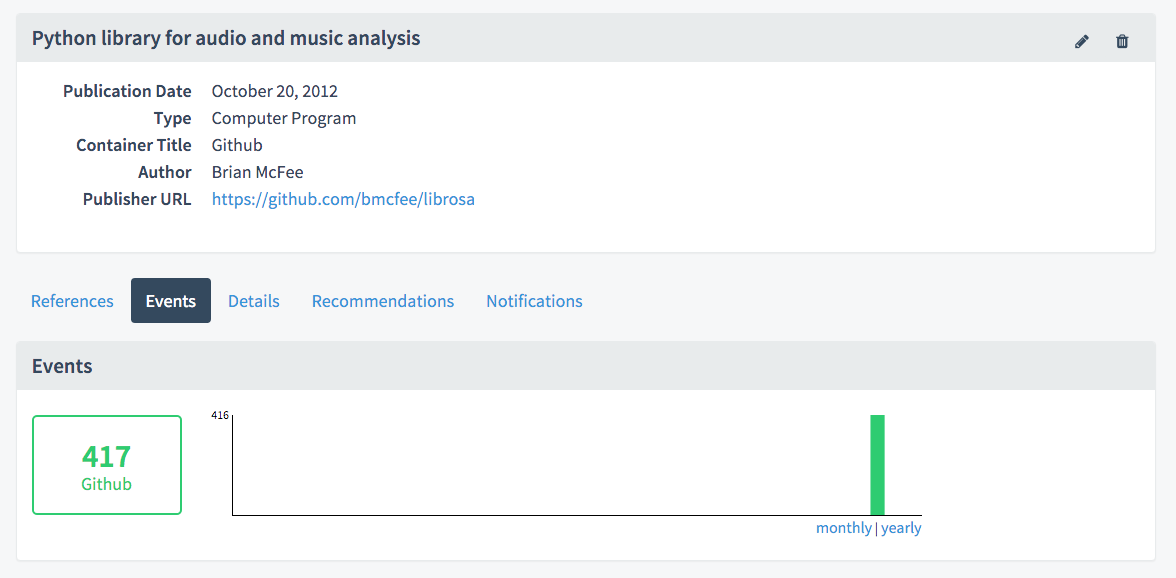 Python library for audio and music analysis
Publication Date October 20, 2012
Type Computer Program
Container Title Github
Author Brian McFee
Publisher URL https://github.com/bmcfee/librosa
References Events Details Recommendations Notifications
Events
416
417
Github
monthly | yearly